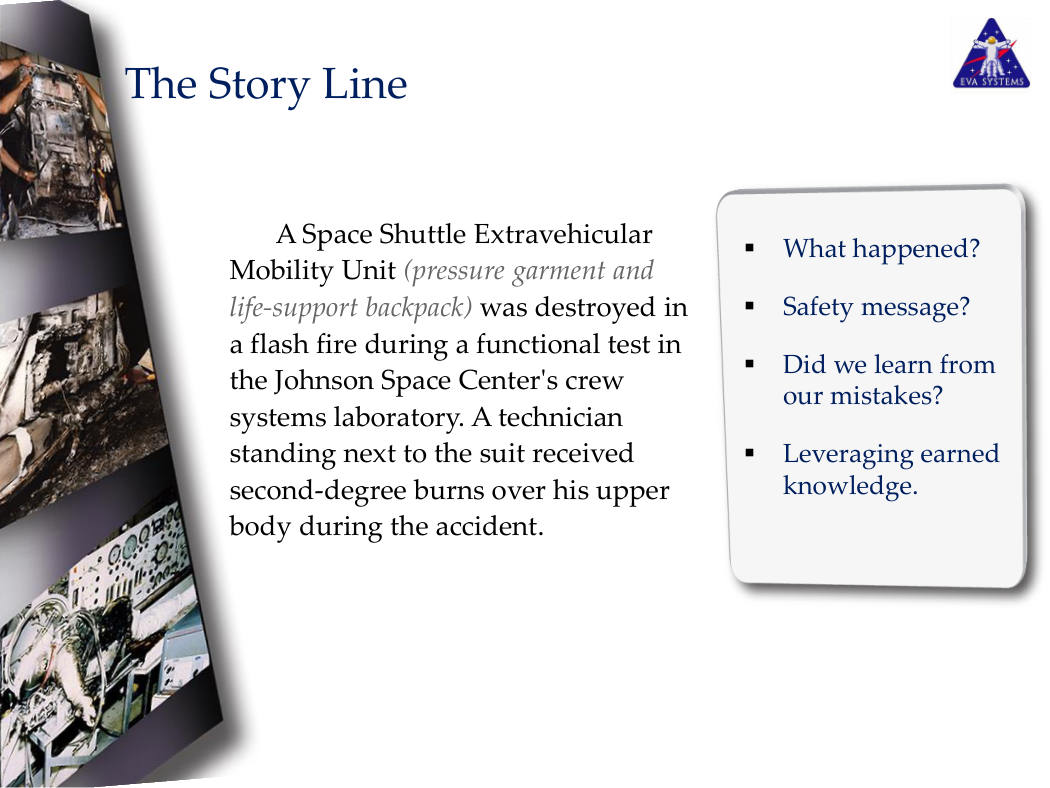 The Story Line
EVA SYSTEMS
A Space Shuttle Extravehicular
Mobility Unit (pressure garment and
life-support backpack) was destroyed in
a flash fire during a functional test in
the Johnson Space Center's crew
systems laboratory. A technician
standing next to the suit received
second-degree burns over his upper
body during the accident.
▪ What happened?
▪ Safety message?
▪ Did we learn from
our mistakes?
▪ Leveraging earned
knowledge.